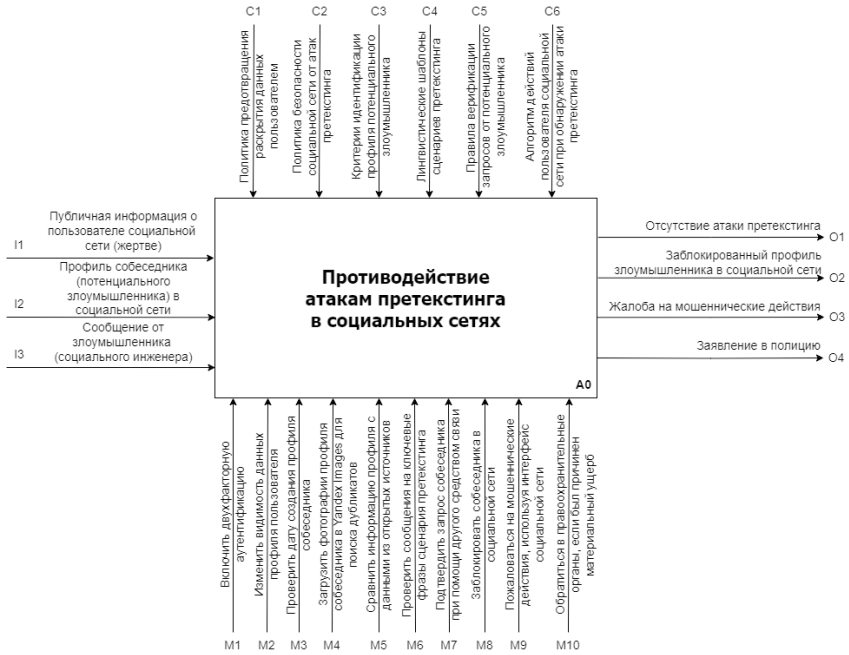 C1
C2
C3
C4
C5
C6
Политика предотвращения
раскрытия данных
пользователем
Политика безопасности
социальной сети от атак
претекстинга
Критерии идентификации
профиля потенциального
злоумышленника
Лингвистические шаблоны
сценариев претекстинга
Правила верификации
запросов от потенциального
злоумышленника
Алгоритм действий
пользователя социальной
сети при обнаружении атаки
претекстинга
I1
Публичная информация о
пользователе социальной
сети (жертве)
I2
Профиль собеседника
(потенциального
злоумышленника) в
социальной сети
I3
Сообщение от
злоумышленника
(социального инженера)
Противодействие
атакам претекстинга
в социальных сетях
A0
Отсутствие атаки претекстинга
O1
Заблокированный профиль
злоумышленника в социальной сети
O2
Жалоба на мошеннические действия
O3
Заявление в полицию
O4
Включить двухфакторную
аутентификацию
Изменить видимость данных
профиля пользователя
Проверить дату создания профиля
собеседника
Загрузить фотографии профиля
собеседника в Yandex Images для
поиска дубликатов
Сравнить информацию профиля с
данными из открытых источников
Проверить сообщения на ключевые
фразы сценария претекстинга
Подтвердить запрос собеседника
при помощи другого средством связи
Заблокировать собеседника в
социальной сети
Пожаловаться на мошеннические
действия, используя интерфейс
социальной сети
Обратиться в правоохранительные
органы, если был причинен
материальный ущерб
M1
M2
M3
M4
M5
M6
M7
M8
M9
M10